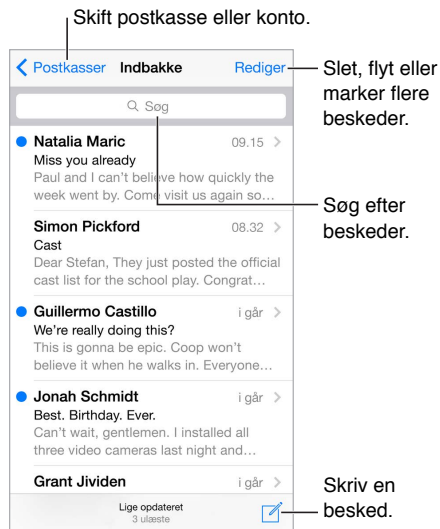 Skift postkasse eller konto.
Postkasser Indbakke Rediger
Slet, flyt eller
marker flere
beskeder.
Søg
Natalia Maric 09.15
Miss you already
Paul and I can't believe how quickly the
week went by. Come visit us again so…
Søg efter
beskeder.
Simon Pickford 08.32
Cast
Dear Stefan, They just posted the official
cast list for the school play. Congrat…
Guillermo Castillo i går
We're really doing this?
This is gonna be epic. Coop won't
believe it when he walks in. Everyone…
Jonah Schmidt i går
Best. Birthday. Ever.
Can't wait, gentlemen. I installed all
three video cameras last night and…
Grant Jividen i går
Lige opdateret
3 ulæste
Skriv en
besked.